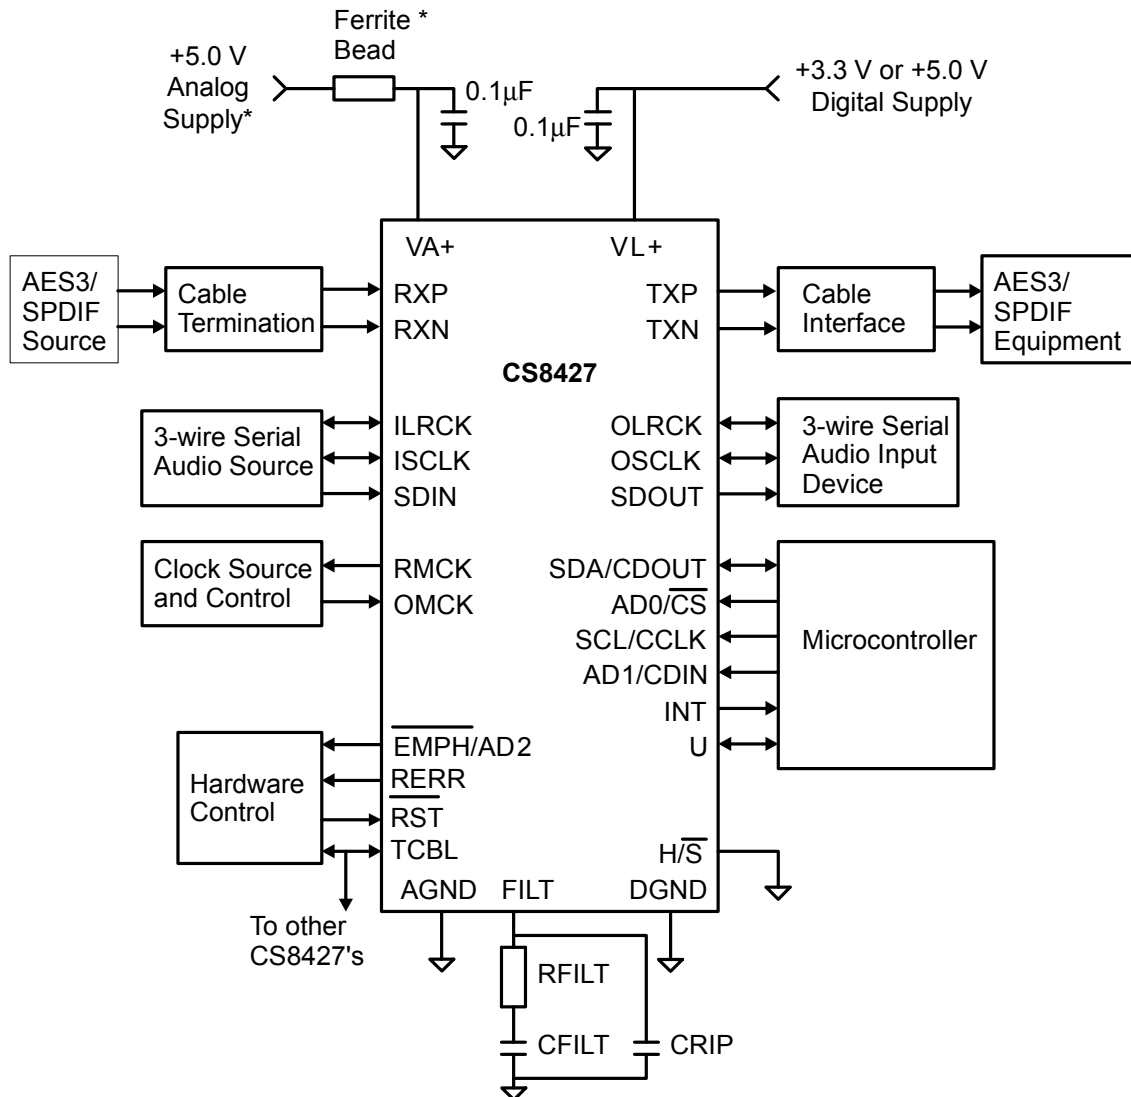 Ferrite *
Bead
+5.0 V
Analog
Supply*
0.1µF
0.1µF
+3.3 V or +5.0 V
Digital Supply
VA+
VL+
AES3/
SPDIF
Source
Cable
Termination
RXP
RXN
TXP
TXN
Cable
Interface
AES3/
SPDIF
Equipment
CS8427
3-wire Serial
Audio Source
ILRCK
ISCLK
SDIN
OLRCK
OSCLK
SDOUT
3-wire Serial
Audio Input
Device
Clock Source
and Control
RMCK
OMCK
SDA/CDOUT
AD0/CS
SCL/CCLK
AD1/CDIN
INT
U
Microcontroller
Hardware
Control
EMPH/AD2
RERR
RST
TCBL
H/S
AGND
FILT
DGND
To other
CS8427's
RFILT
CFILT
CRIP